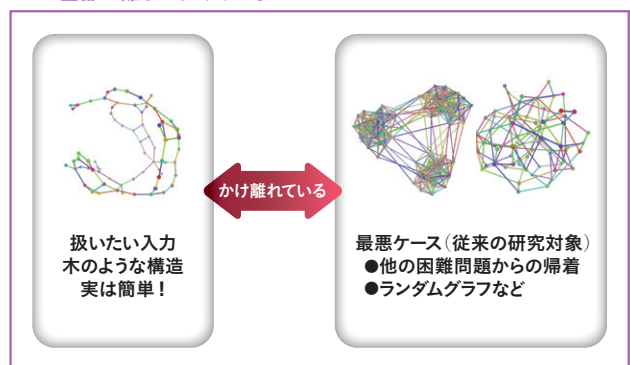 かけ離れている
扱いたい入力
木のような構造
実は簡単！
最悪ケース（従来の研究対象）
●他の困難問題からの帰着
●ランダムグラフなど